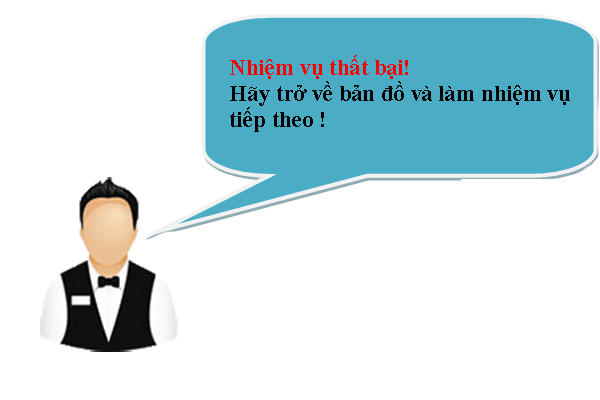 Nhiệm vụ thất bại!
Hãy trở về bản đồ và làm nhiệm vụ
tiếp theo !